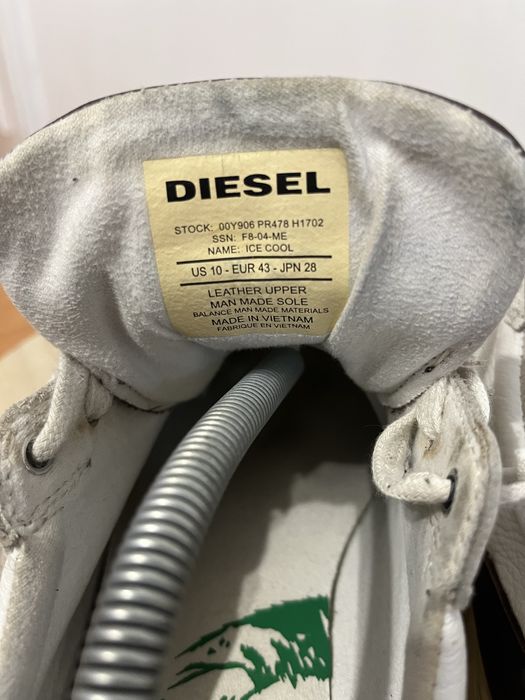 DIESEL
STOCK: 00Y906 PR478 H1702
SSN: F8-04-ME
NAME: ICE COOL
US 10 - EUR 43 - JPN 28
LEATHER UPPER
MAN MADE SOLE
BALANCE MAN MADE MATERIALS
MADE IN VIETNAM
FABRIQUE EN VIETNAM